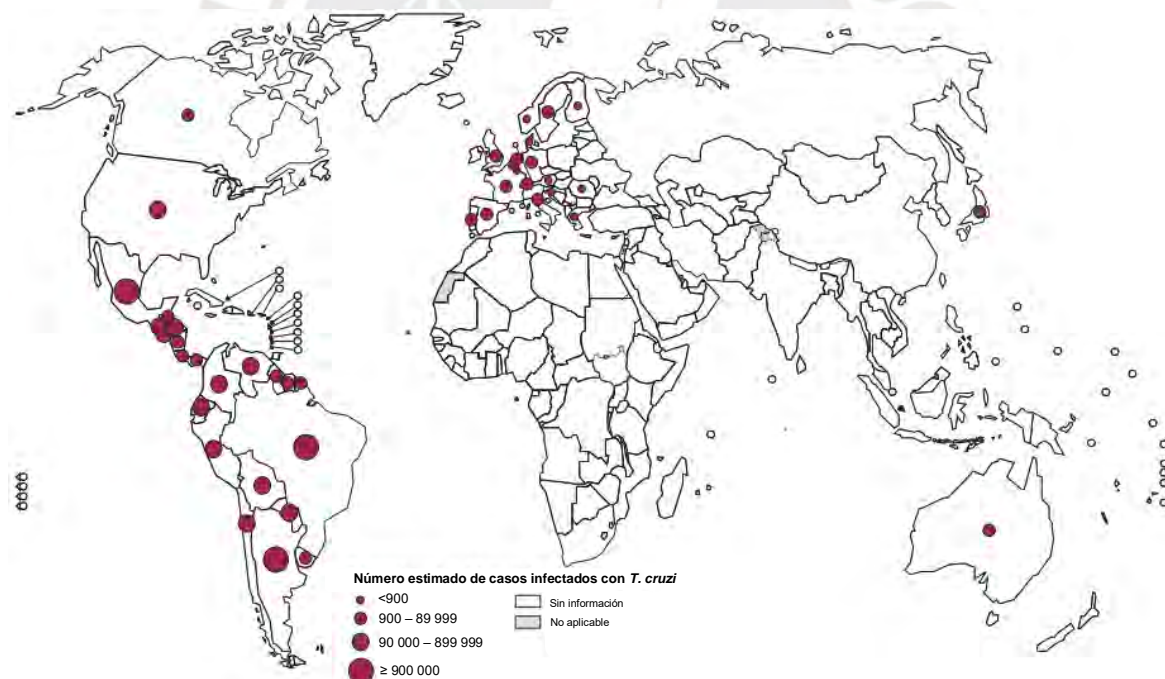 Número estimado de casos infectados con T. cruzi
<900
900 – 89 999
90 000 – 899 999
≥ 900 000
Sin información
No aplicable